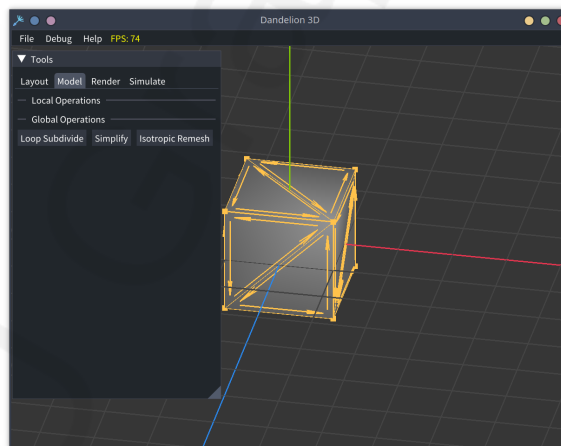 Dandelion 3D
File Debug Help FPS: 74
▼ Tools
Layout Model Render Simulate
Local Operations
Global Operations
Loop Subdivide Simplify Isotropic Remesh